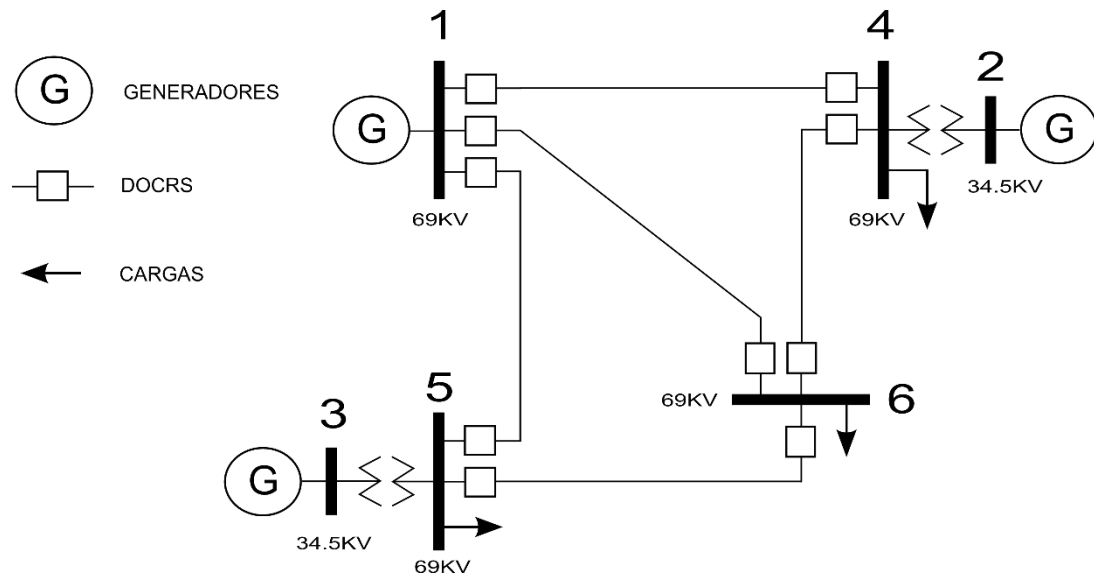 1
4
2
G
GENERADORES
G
G
34.5KV
DOCRS
69KV
69KV
CARGAS
5
69KV
6
3
G
34.5KV
69KV